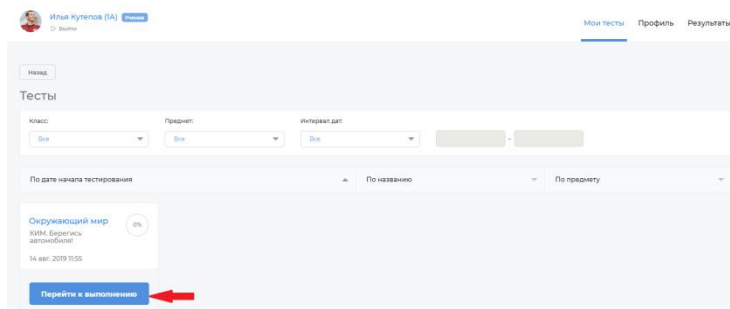 Илья Кутепов (1А) Ученик
Выйти
Мои тесты Профиль Результаты
Назад
Тесты
Класс: Предмет: Интервал дат:
Все Все Все -
По дате начала тестирования По названию По предмету
Окружающий мир 0%
КИМ. Берегись
автомобиля!
14 авг. 2019 11:55
Перейти к выполнению